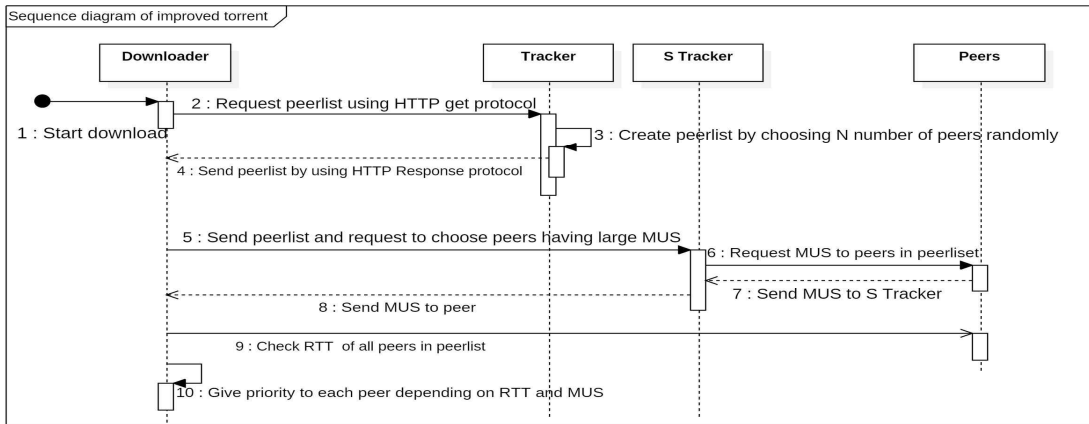 Sequence diagram of improved torrent
Downloader
Tracker
S Tracker
Peers
1 : Start download
2 : Request peerlist using HTTP get protocol
3 : Create peerlist by choosing N number of peers randomly
4 : Send peerlist by using HTTP Response protocol
5 : Send peerlist and request to choose peers having large MUS
6 : Request MUS to peers in peerliset
7 : Send MUS to S Tracker
8 : Send MUS to peer
9 : Check RTT of all peers in peerlist
10 : Give priority to each peer depending on RTT and MUS